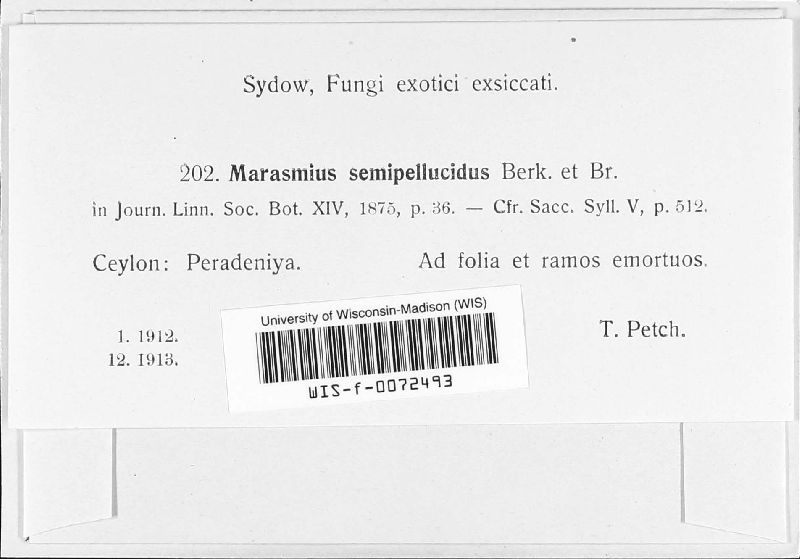 Sydow, Fungi exotici exsiccati.
202. Marasmius semipellucidus Berk. et Br.
in Journ. Linn. Soc. Bot. XIV, 1875, p. 36. — Cfr. Sacc. Syll. V, p. 512.
Ceylon: Peradeniya. Ad folia et ramos emortuos.
1. 1912. T. Petch.
12. 1913.
University of Wisconsin-Madison (WIS)
WIS-f-0072493